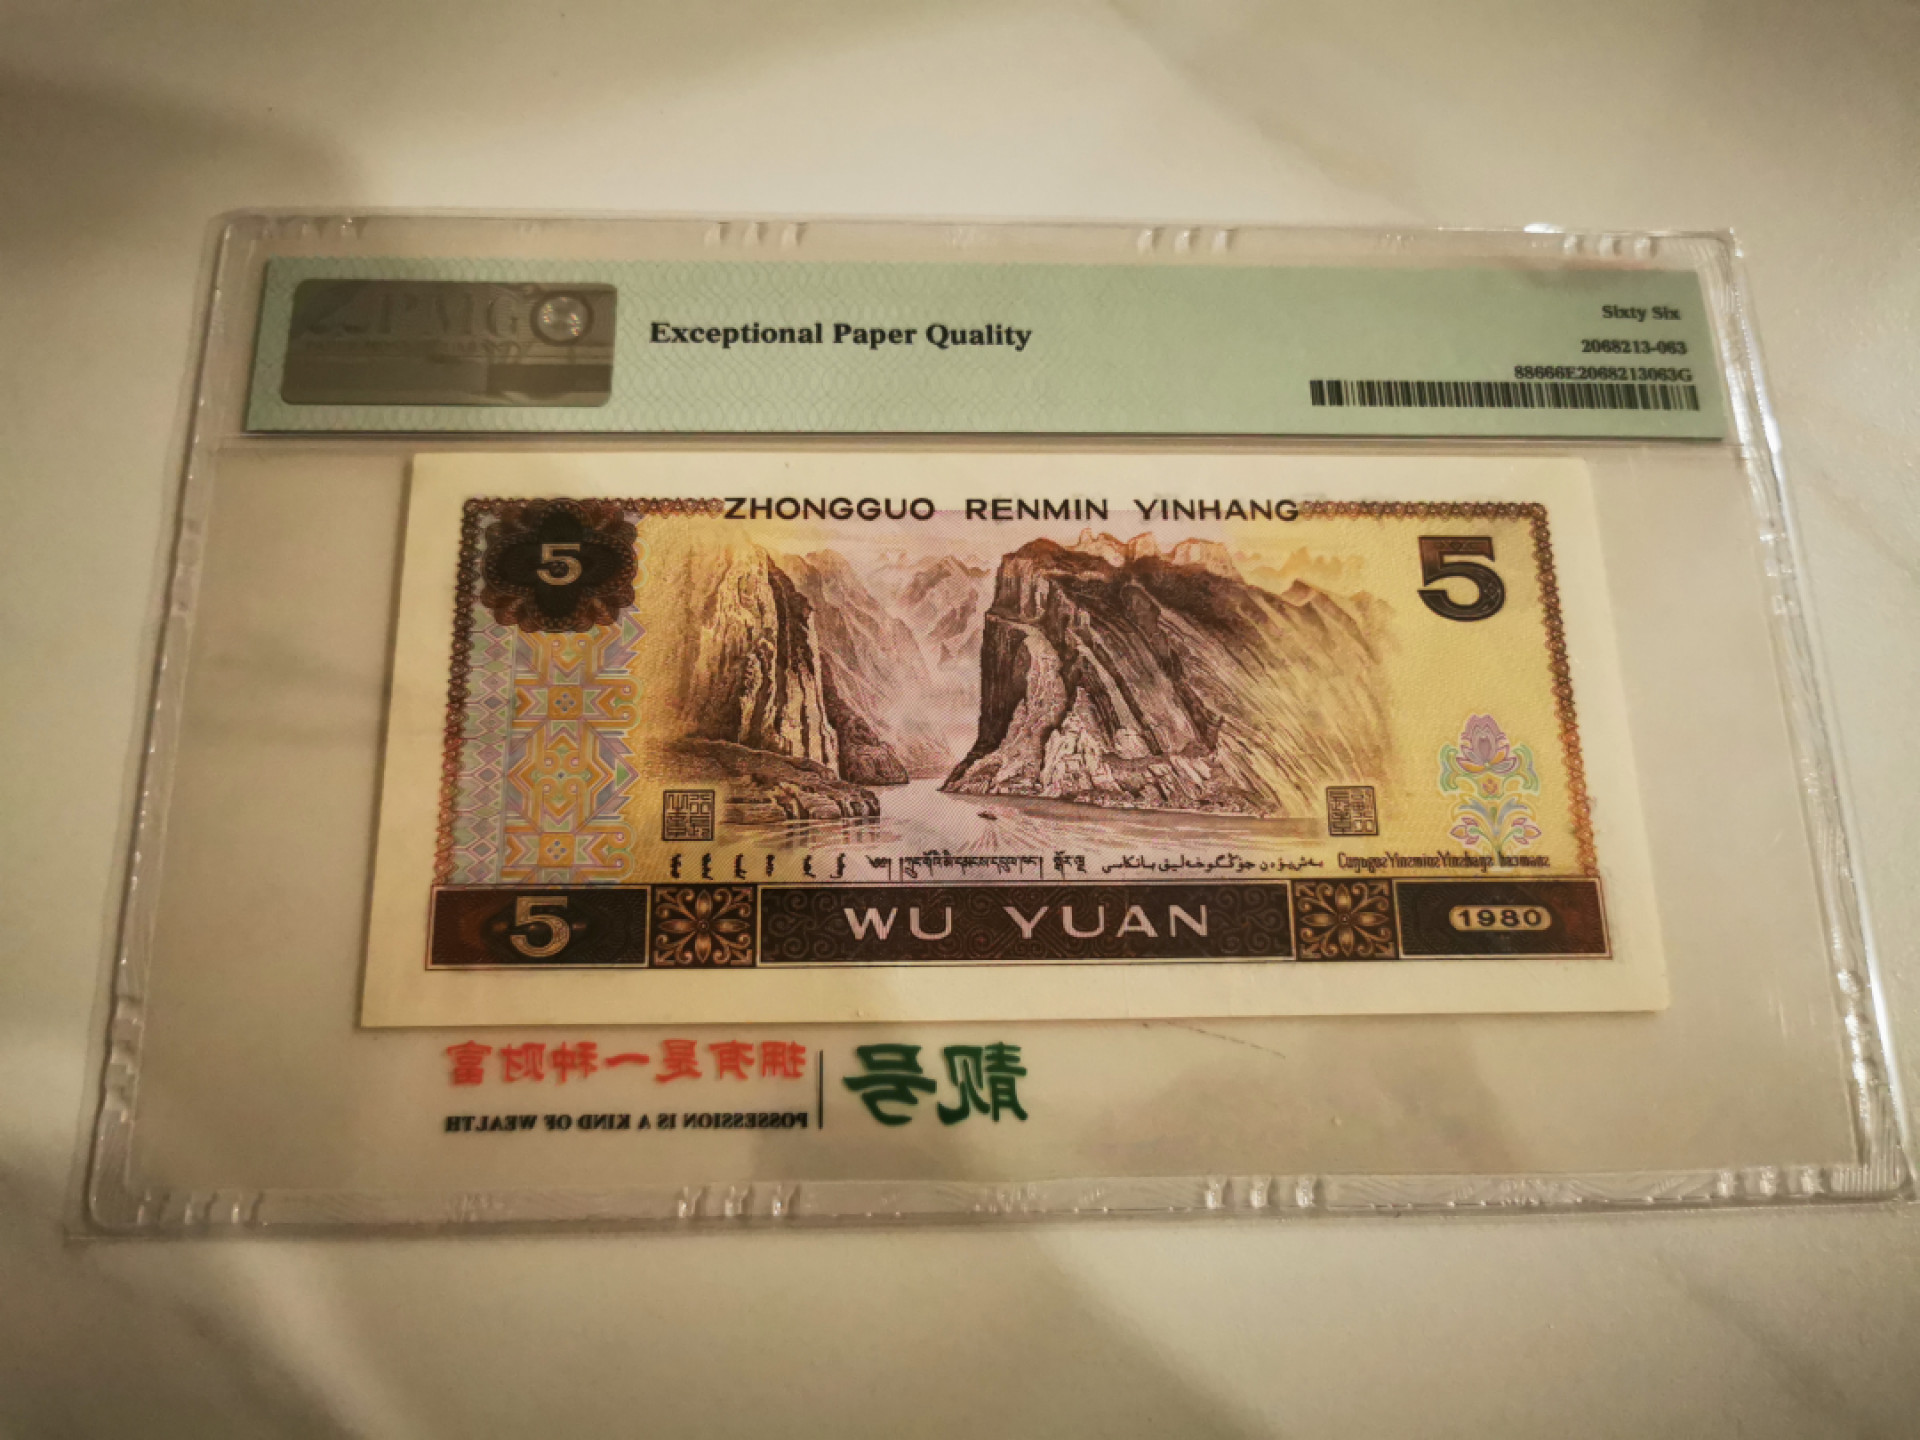 PMG
Exceptional Paper Quality
Sixty Six
2068213-063
88666E2068213063G
ZHONGGUO RENMIN YINHANG
5
5
5 WU YUAN 1980
拥有是一种财富
靓号
POSSESSION IS A KIND OF WEALTH